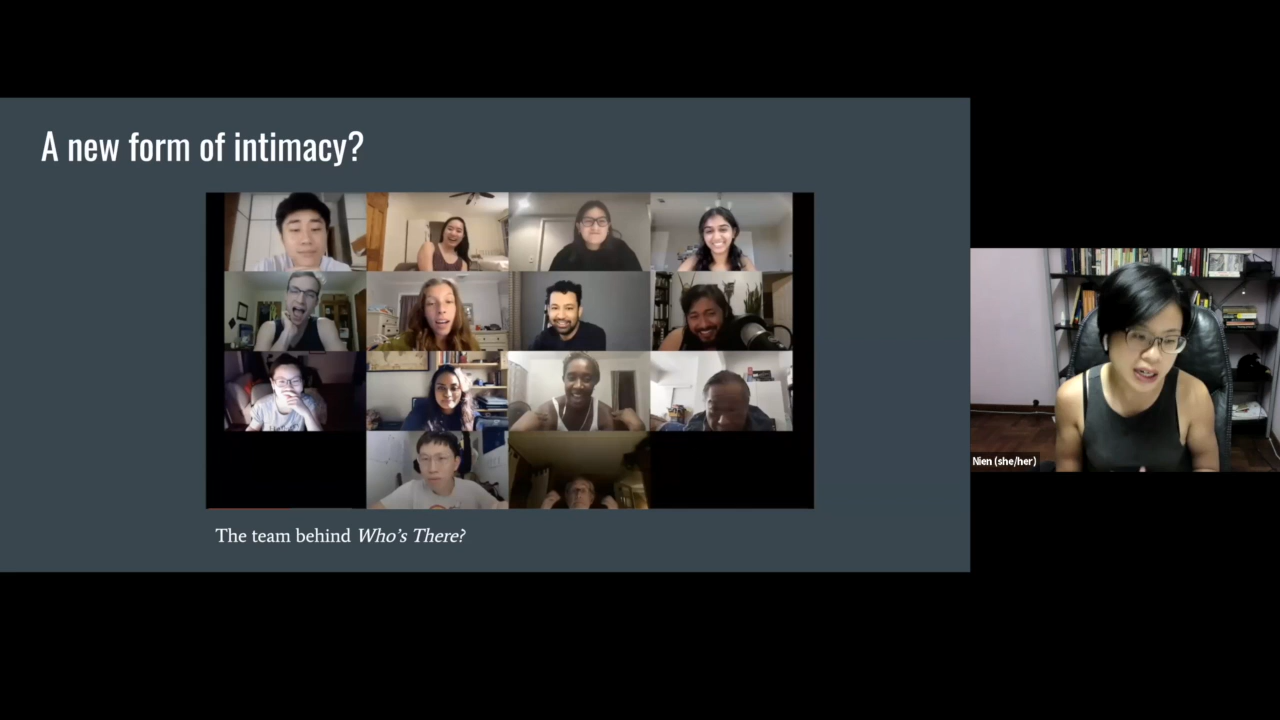 A new form of intimacy?
The team behind Who's There?
Nien (she/her)